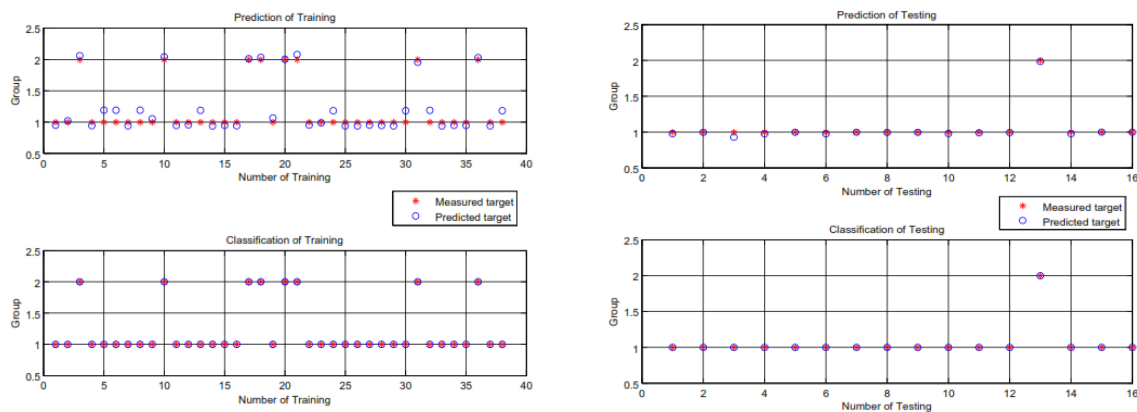 Prediction of Training
2.5
2
1.5
1
0.5
Group
0 5 10 15 20 25 30 35 40
Number of Training
Measured target
Predicted target
Classification of Training
2.5
2
1.5
1
0.5
Group
0 5 10 15 20 25 30 35 40
Number of Training
Prediction of Testing
2.5
2
1.5
1
0.5
Group
0 2 4 6 8 10 12 14 16
Number of Testing
Measured target
Predicted target
Classification of Testing
2.5
2
1.5
1
0.5
Group
0 2 4 6 8 10 12 14 16
Number of Testing